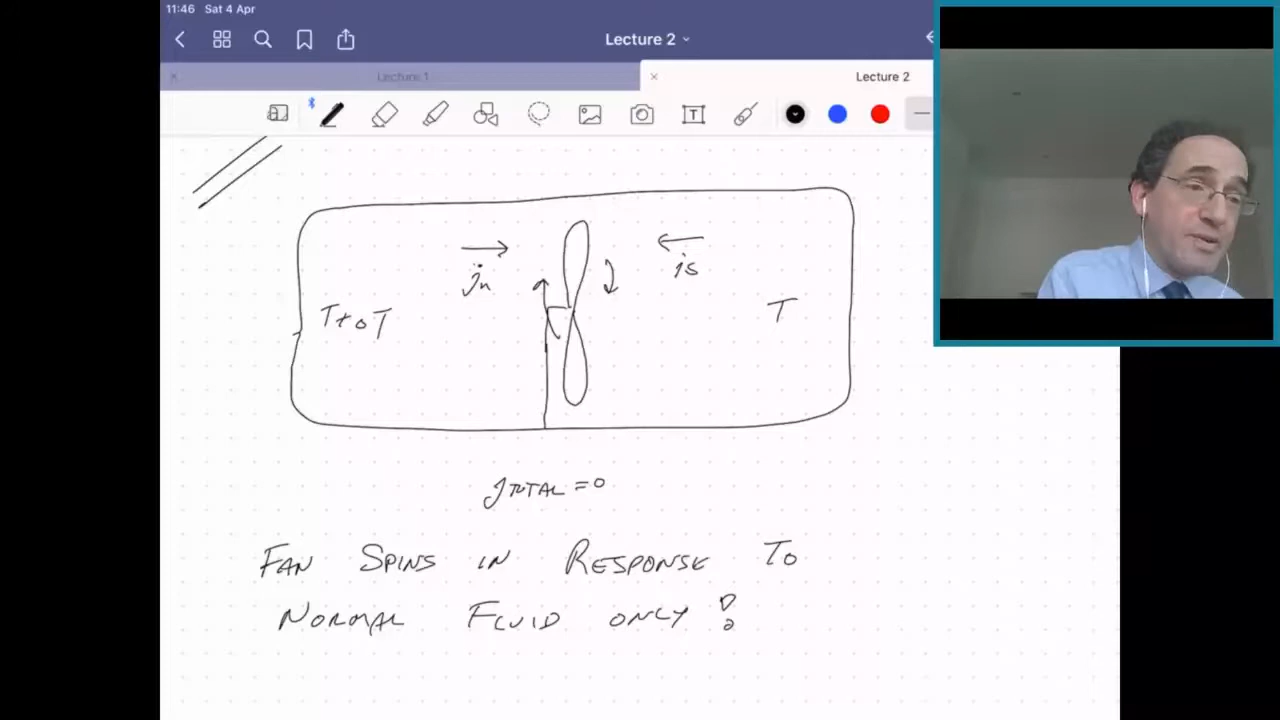 11:46 Sat 4 Apr
Lecture 2
Lecture 1
Lecture 2
T
jn
js
T+ΔT
T
jTOTAL = 0
FAN SPINS IN RESPONSE TO
NORMAL FLUID ONLY !